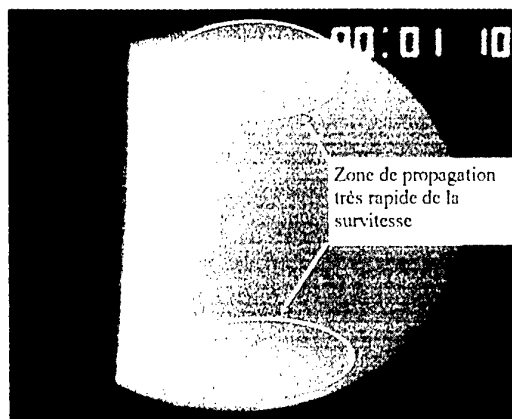 00:01 10
Zone de propagation
très rapide de la
survitesse